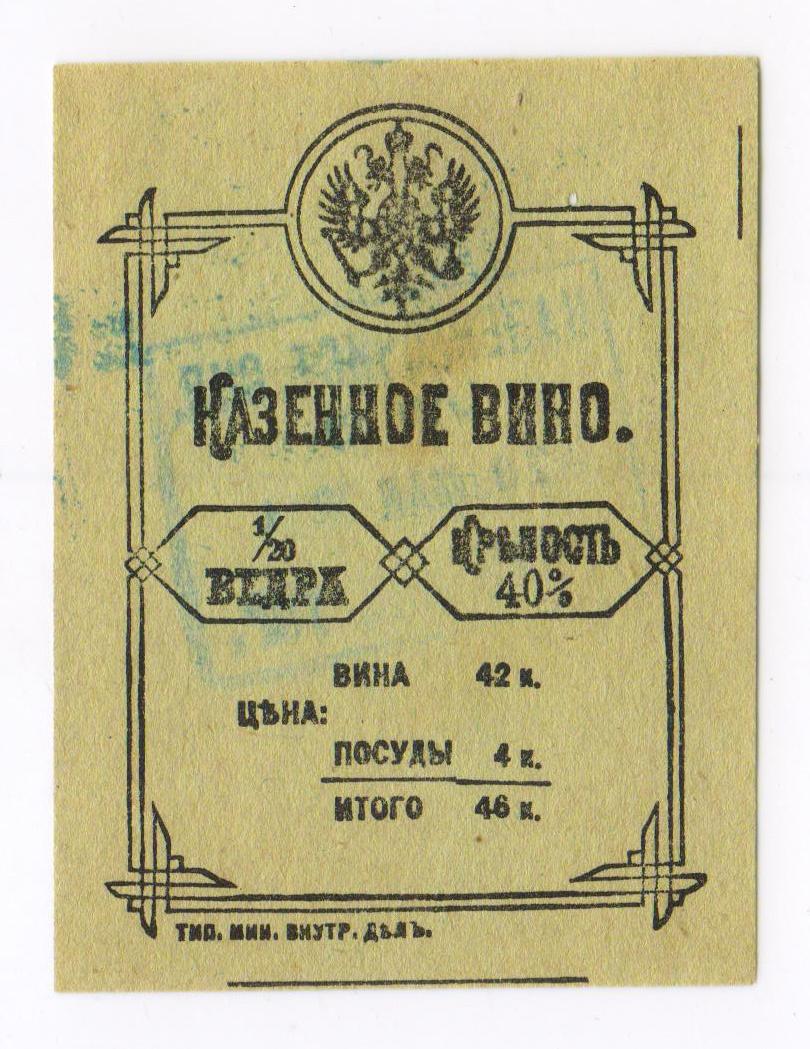 КАЗЕННОЕ ВИНО.
1/20
ВЕДРА
КРѢПОСТЬ
40%
ВИНА 42 к.
ЦѢНА:
ПОСУДЫ 4 к.
ИТОГО 46 к.
ТИП. МИН. ВНУТР. ДѢЛЪ.